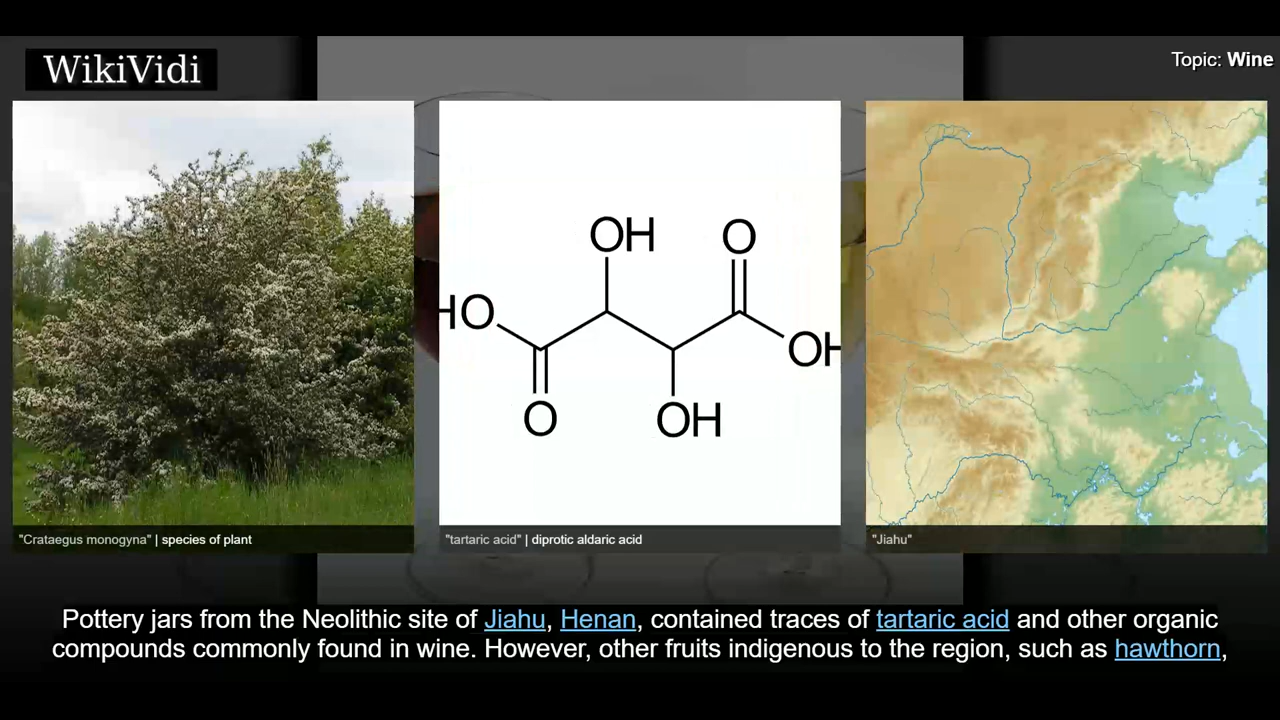 WikiVidi
Topic: Wine
OH
O
HO
OH
O
OH
"Crataegus monogyna" | species of plant
"tartaric acid" | diprotic aldaric acid
"Jiahu"
Pottery jars from the Neolithic site of Jiahu, Henan, contained traces of tartaric acid and other organic
compounds commonly found in wine. However, other fruits indigenous to the region, such as hawthorn,